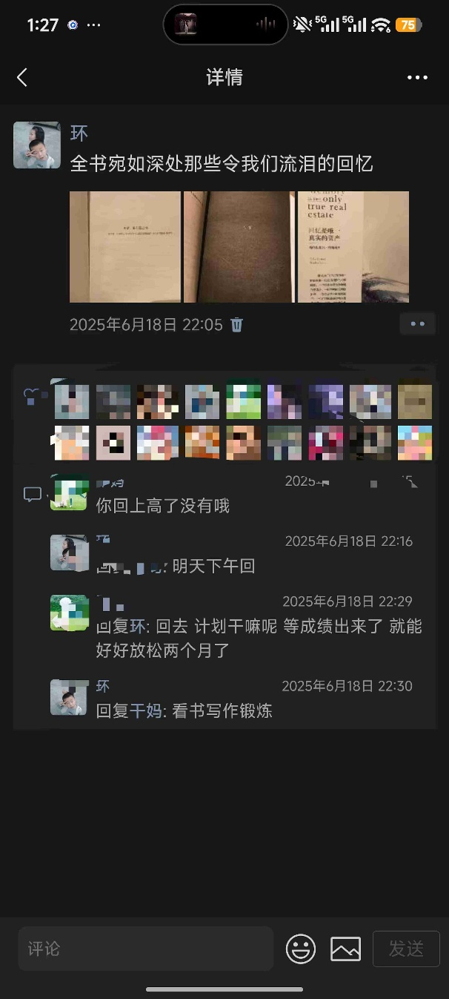 1:27
5G
5G
75
详情
环
全书宛如深处那些令我们流泪的回忆
only
true real
estate
回忆是唯一
真实的资产
2025年6月18日 22:05
2025
你回上高了没有哦
环
2025年6月18日 22:16
明天下午回
2025年6月18日 22:29
回复环: 回去 计划干嘛呢 等成绩出来了 就能
好好放松两个月了
环
2025年6月18日 22:30
回复干妈: 看书写作锻炼
评论
发送